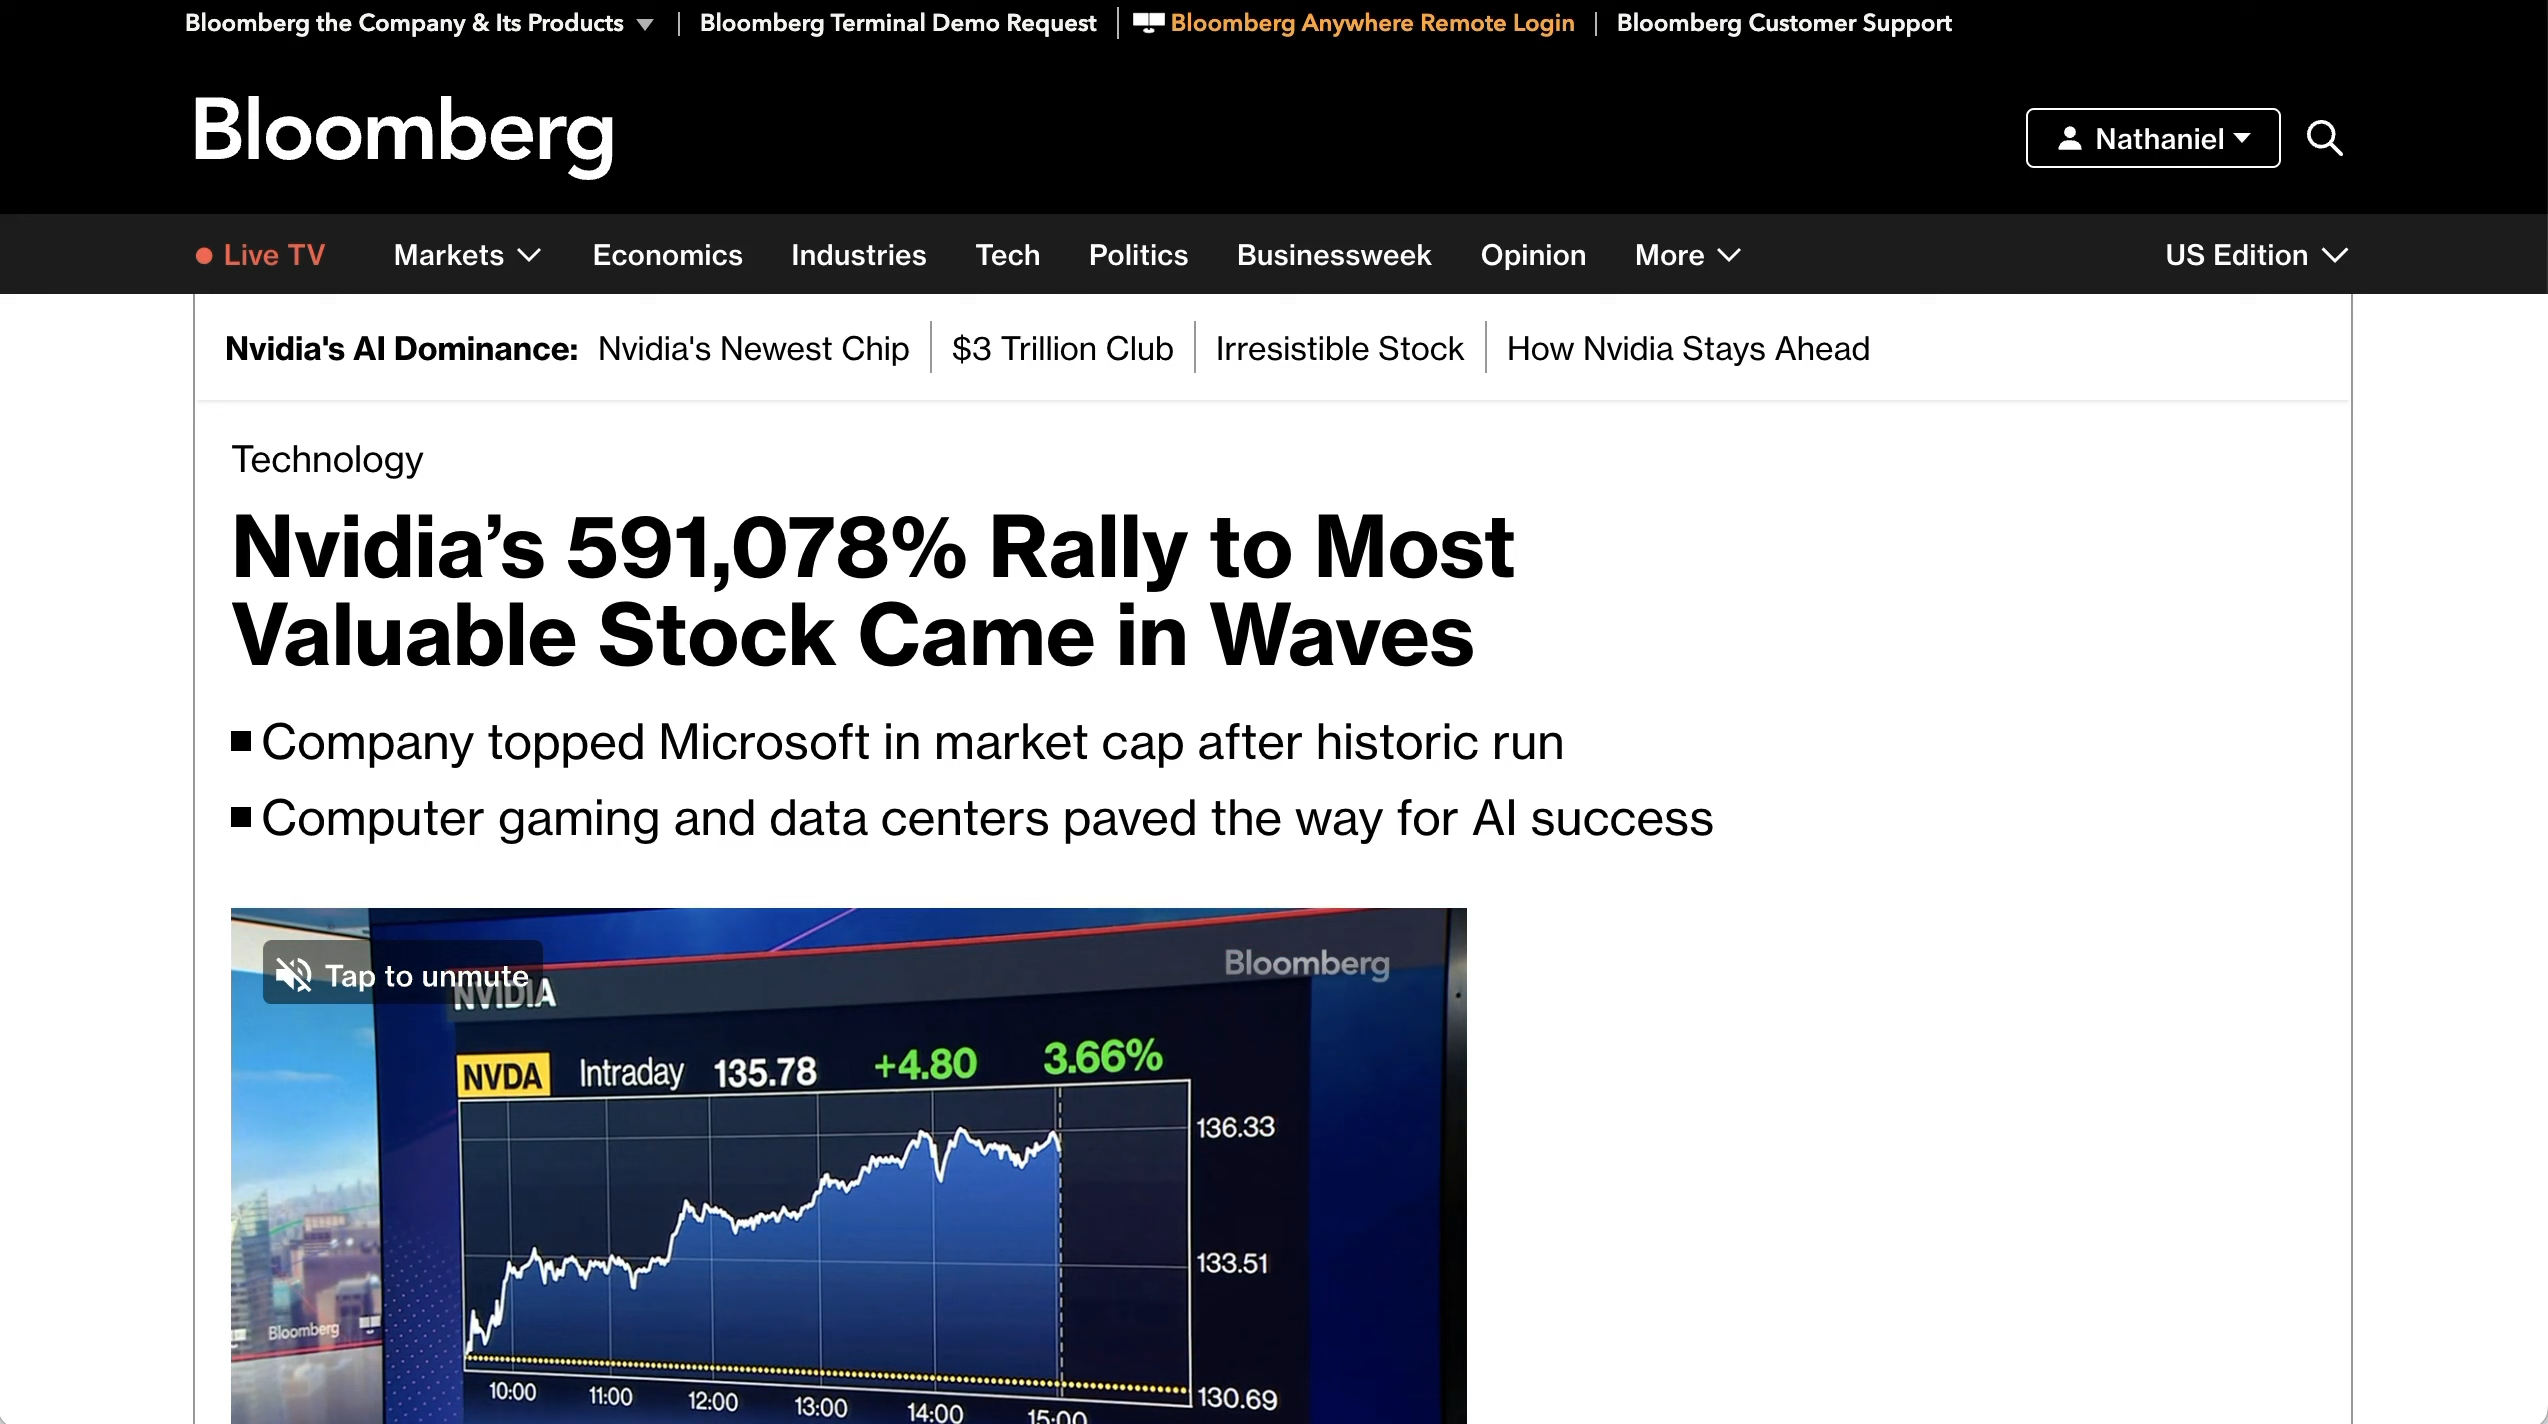 Bloomberg the Company & Its Products
Bloomberg Terminal Demo Request
Bloomberg Anywhere Remote Login
Bloomberg Customer Support
Bloomberg
Nathaniel
Live TV
Markets
Economics
Industries
Tech
Politics
Businessweek
Opinion
More
US Edition
Nvidia's AI Dominance:
Nvidia's Newest Chip
$3 Trillion Club
Irresistible Stock
How Nvidia Stays Ahead
Technology
Nvidia’s 591,078% Rally to Most
Valuable Stock Came in Waves
Company topped Microsoft in market cap after historic run
Computer gaming and data centers paved the way for AI success
Tap to unmute
Bloomberg
NVIDIA
NVDA Intraday 135.78 +4.80 3.66%
136.33
133.51
130.69
Bloomberg
10:00 11:00 12:00 13:00 14:00 15:00